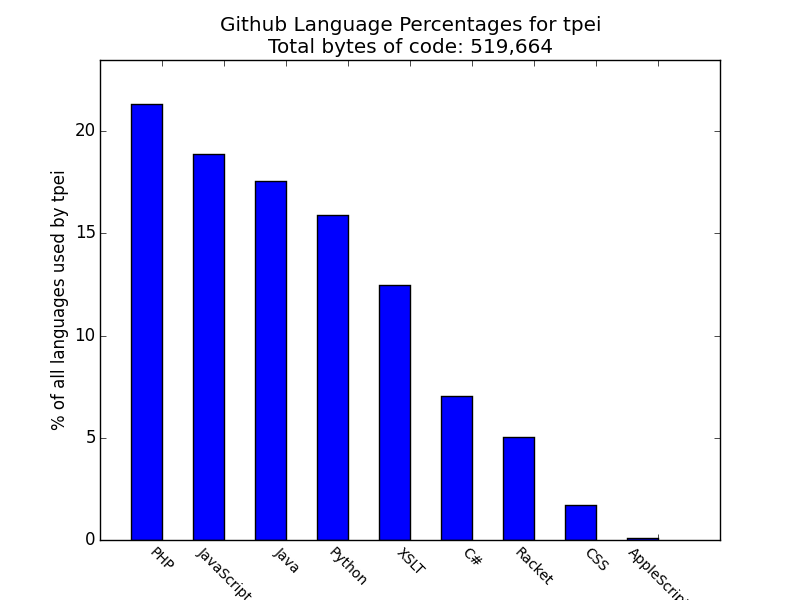 Github Language Percentages for tpei
Total bytes of code: 519,664
% of all languages used by tpei
20
15
10
5
0
PHP
JavaScript
Java
Python
XSLT
C#
Racket
CSS
AppleScript